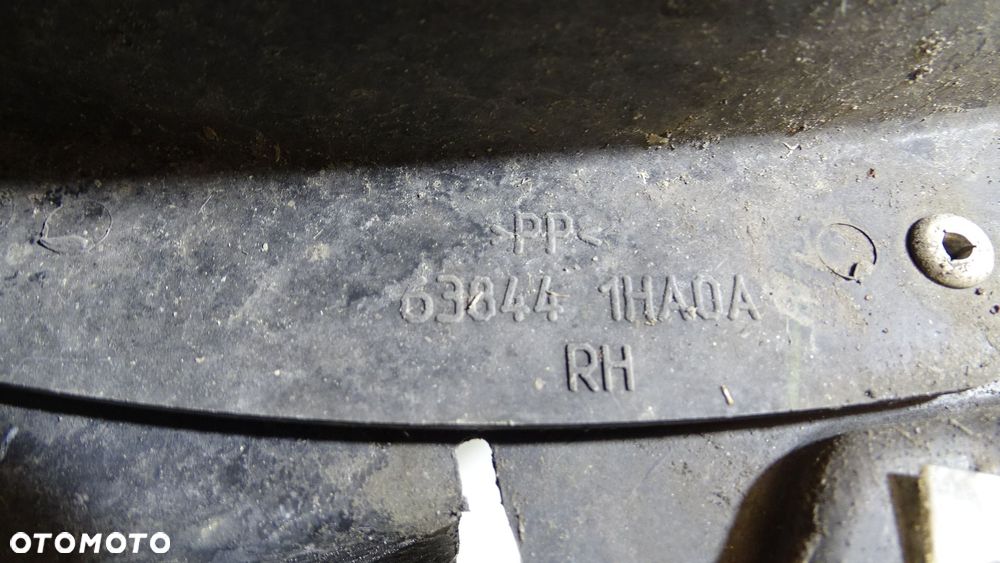 >PP<
63844 1HA0A
RH
OTOMOTO